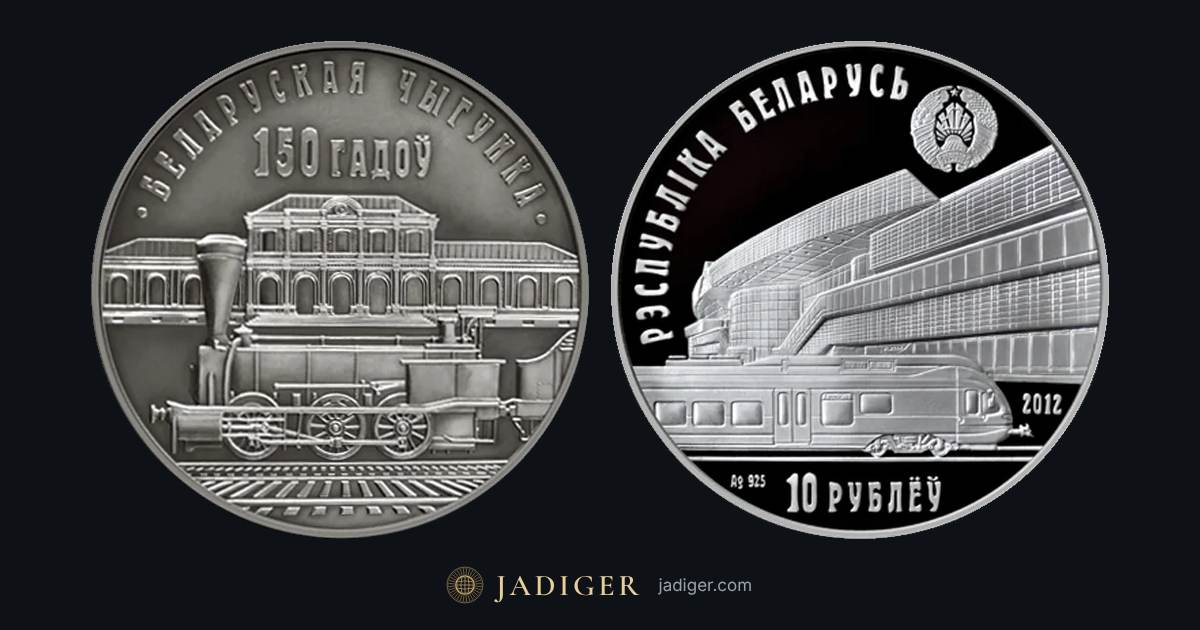 · БЕЛАРУСКАЯ ЧЫГУНКА ·
150 ГАДОЎ
РЭСПУБЛІКА БЕЛАРУСЬ
2012
Ag 925
10 РУБЛЁЎ
JADIGER jadiger.com